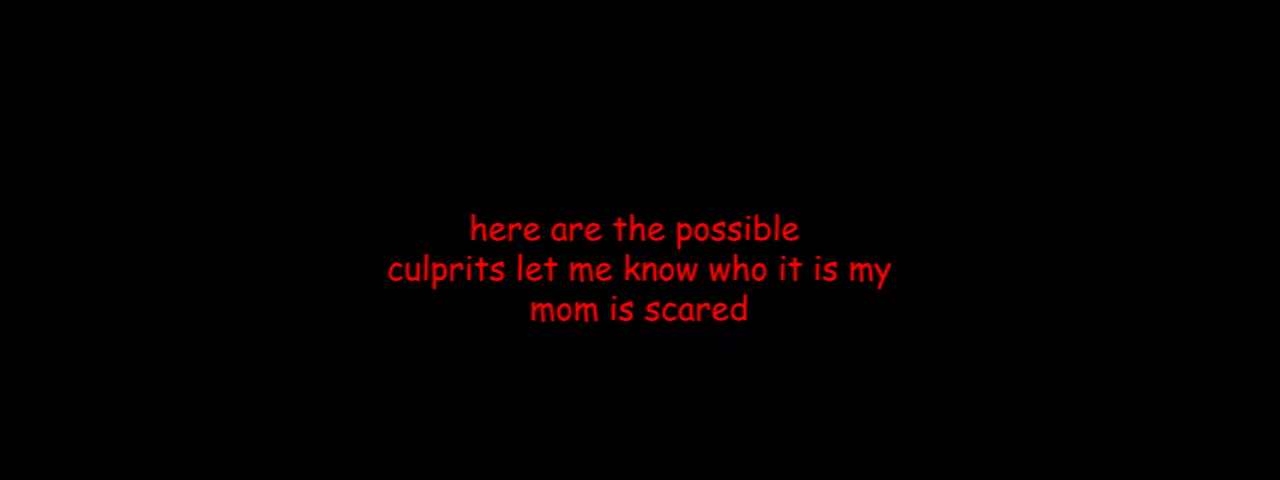 here are the possible
culprits let me know who it is my
mom is scared